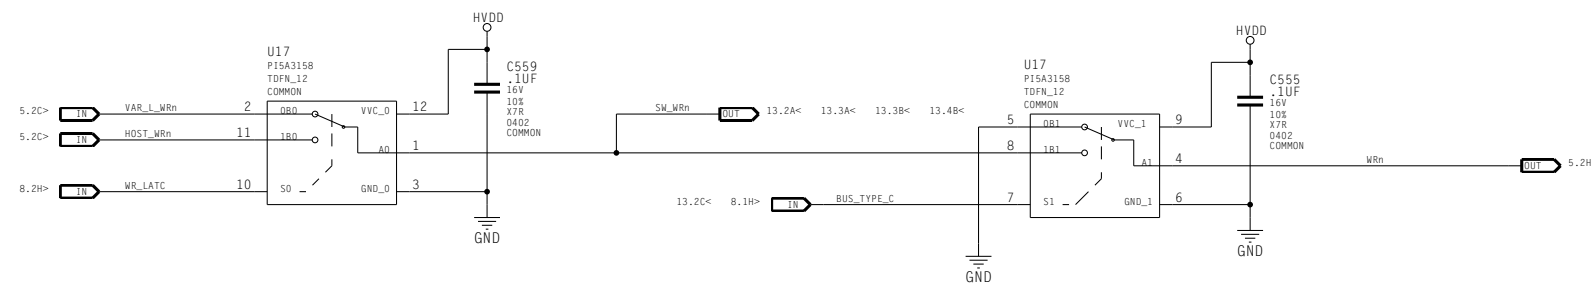 HVDD
U17
PI5A3158
TDFN_12
COMMON
C559
.1UF
16V
10%
X7R
0402
COMMON
5.2C>
IN
VAR_L_WRn
2
0B0
VVC_0
12
5.2C>
IN
HOST_WRn
11
1B0
A0
1
8.2H>
IN
WR_LATC
10
S0
GND_0
3
GND
SW_WRn
OUT
13.2A<
13.3A<
13.3B<
13.4B<
HVDD
U17
PI5A3158
TDFN_12
COMMON
C555
.1UF
16V
10%
X7R
0402
COMMON
5
0B1
VVC_1
9
8
1B1
A1
4
WRn
OUT
5.2H
13.2C<
8.1H>
IN
BUS_TYPE_C
7
S1
GND_1
6
GND
GND